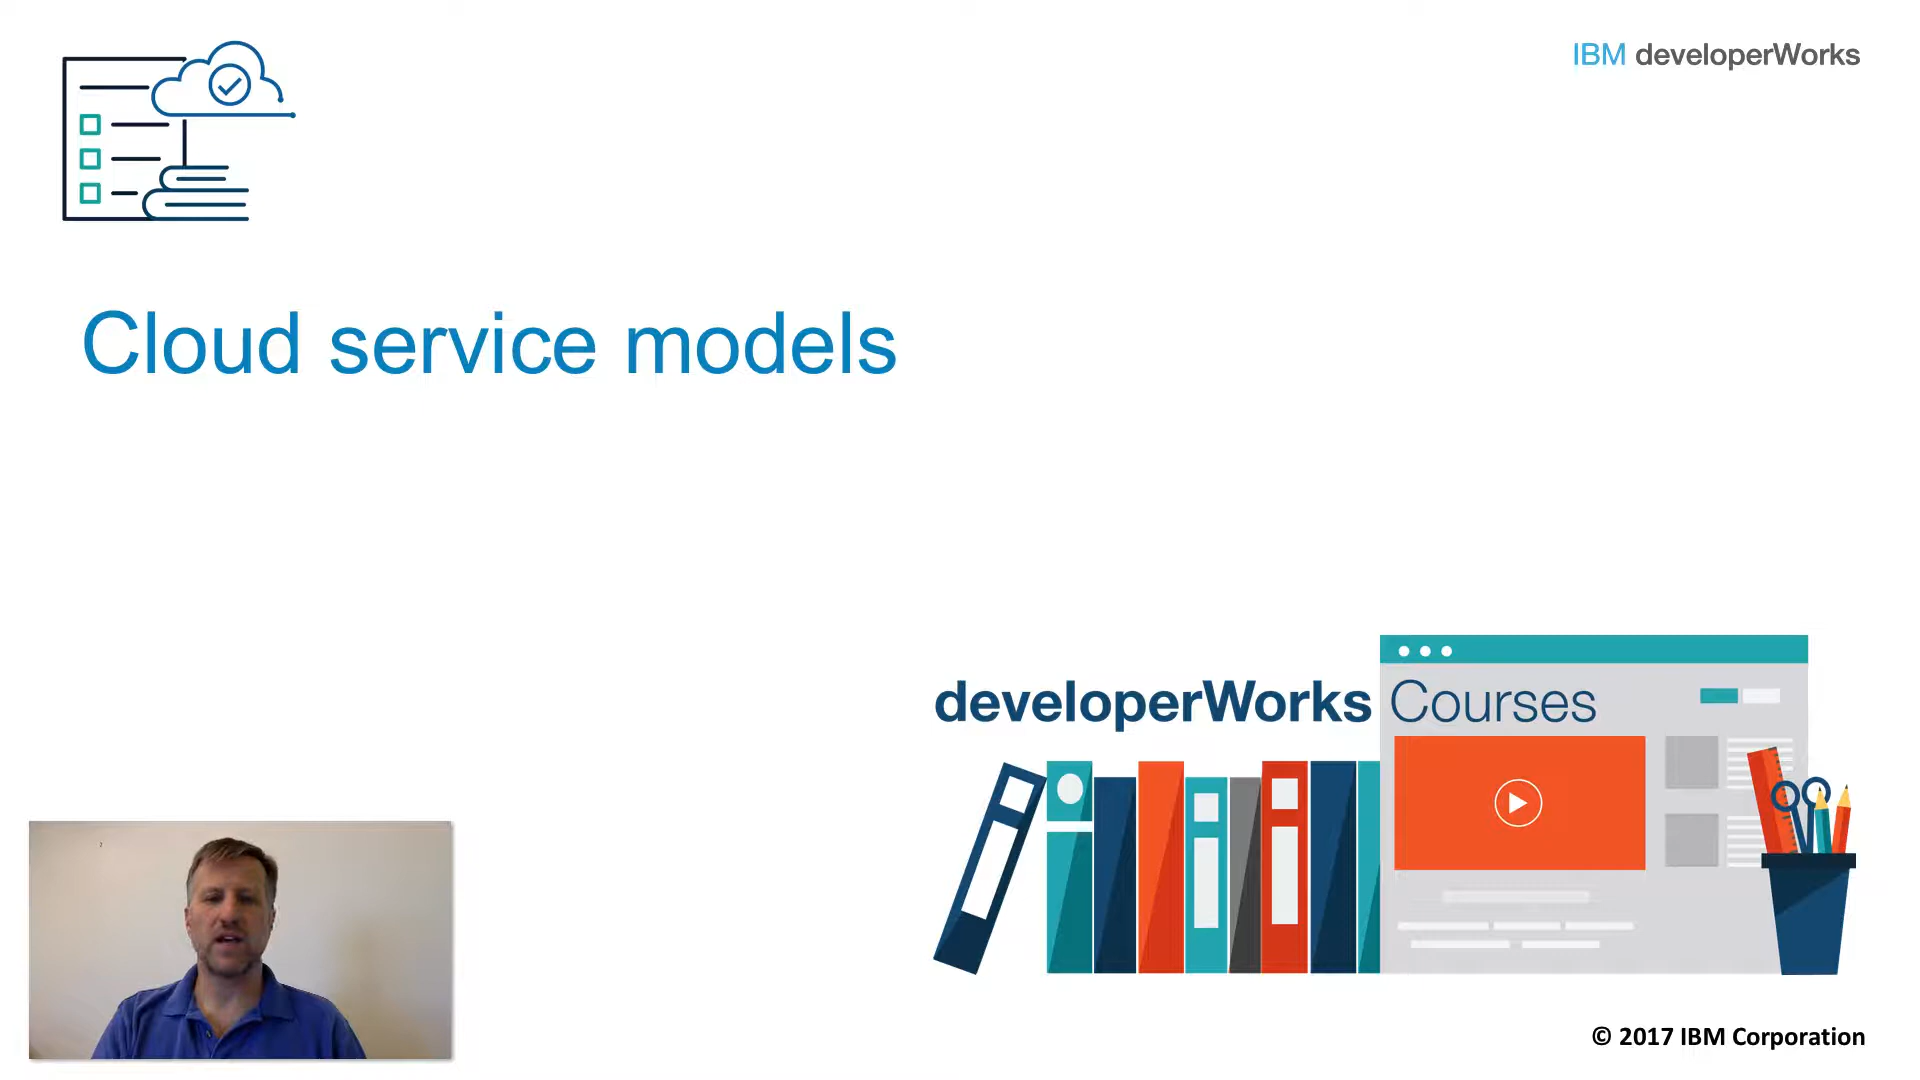 IBM developerWorks
Cloud service models
developerWorks Courses
© 2017 IBM Corporation